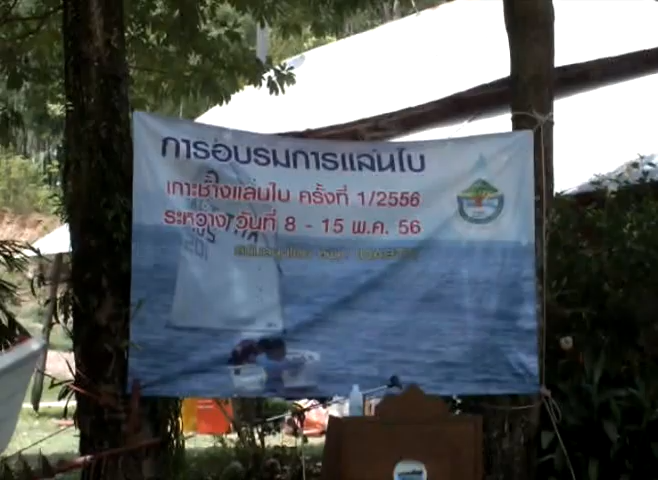 การอบรมการแล่นใบ
เกาะช้างแล่นใบ ครั้งที่ 1/2556
ระหว่าง วันที่ 8 - 15 พ.ค. 56
THA
201